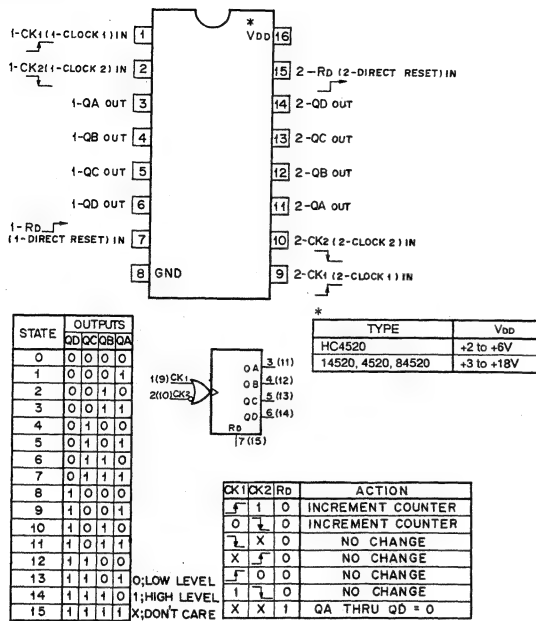 1-CK1(1-CLOCK1)IN 1
* VDD 16
1-CK2(1-CLOCK2)IN 2
15 2-RD(2-DIRECT RESET)IN
1-QA OUT 3
14 2-QD OUT
1-QB OUT 4
13 2-QC OUT
1-QC OUT 5
12 2-QB OUT
1-QD OUT 6
11 2-QA OUT
1-RD
(1-DIRECT RESET)IN 7
10 2-CK2(2-CLOCK2)IN
8 GND
9 2-CK1(2-CLOCK1)IN
STATE OUTPUTS
QD QC QB QA
0 0 0 0 0
1 0 0 0 1
2 0 0 1 0
3 0 0 1 1
4 0 1 0 0
5 0 1 0 1
6 0 1 1 0
7 0 1 1 1
8 1 0 0 0
9 1 0 0 1
10 1 0 1 0
11 1 0 1 1
12 1 1 0 0
13 1 1 0 1
14 1 1 1 0
15 1 1 1 1
0;LOW LEVEL
1;HIGH LEVEL
X;DON'T CARE
1(9) CK1
2(10) CK2
QA 3(11)
QB 4(12)
QC 5(13)
QD 6(14)
RD
7(15)
*
TYPE VDD
HC4520 +2 to +6V
14520, 4520, 84520 +3 to +18V
CK1 CK2 RD ACTION
1 0 INCREMENT COUNTER
0 0 INCREMENT COUNTER
X 0 NO CHANGE
X 0 NO CHANGE
0 0 NO CHANGE
1 0 NO CHANGE
X X 1 QA THRU QD = 0